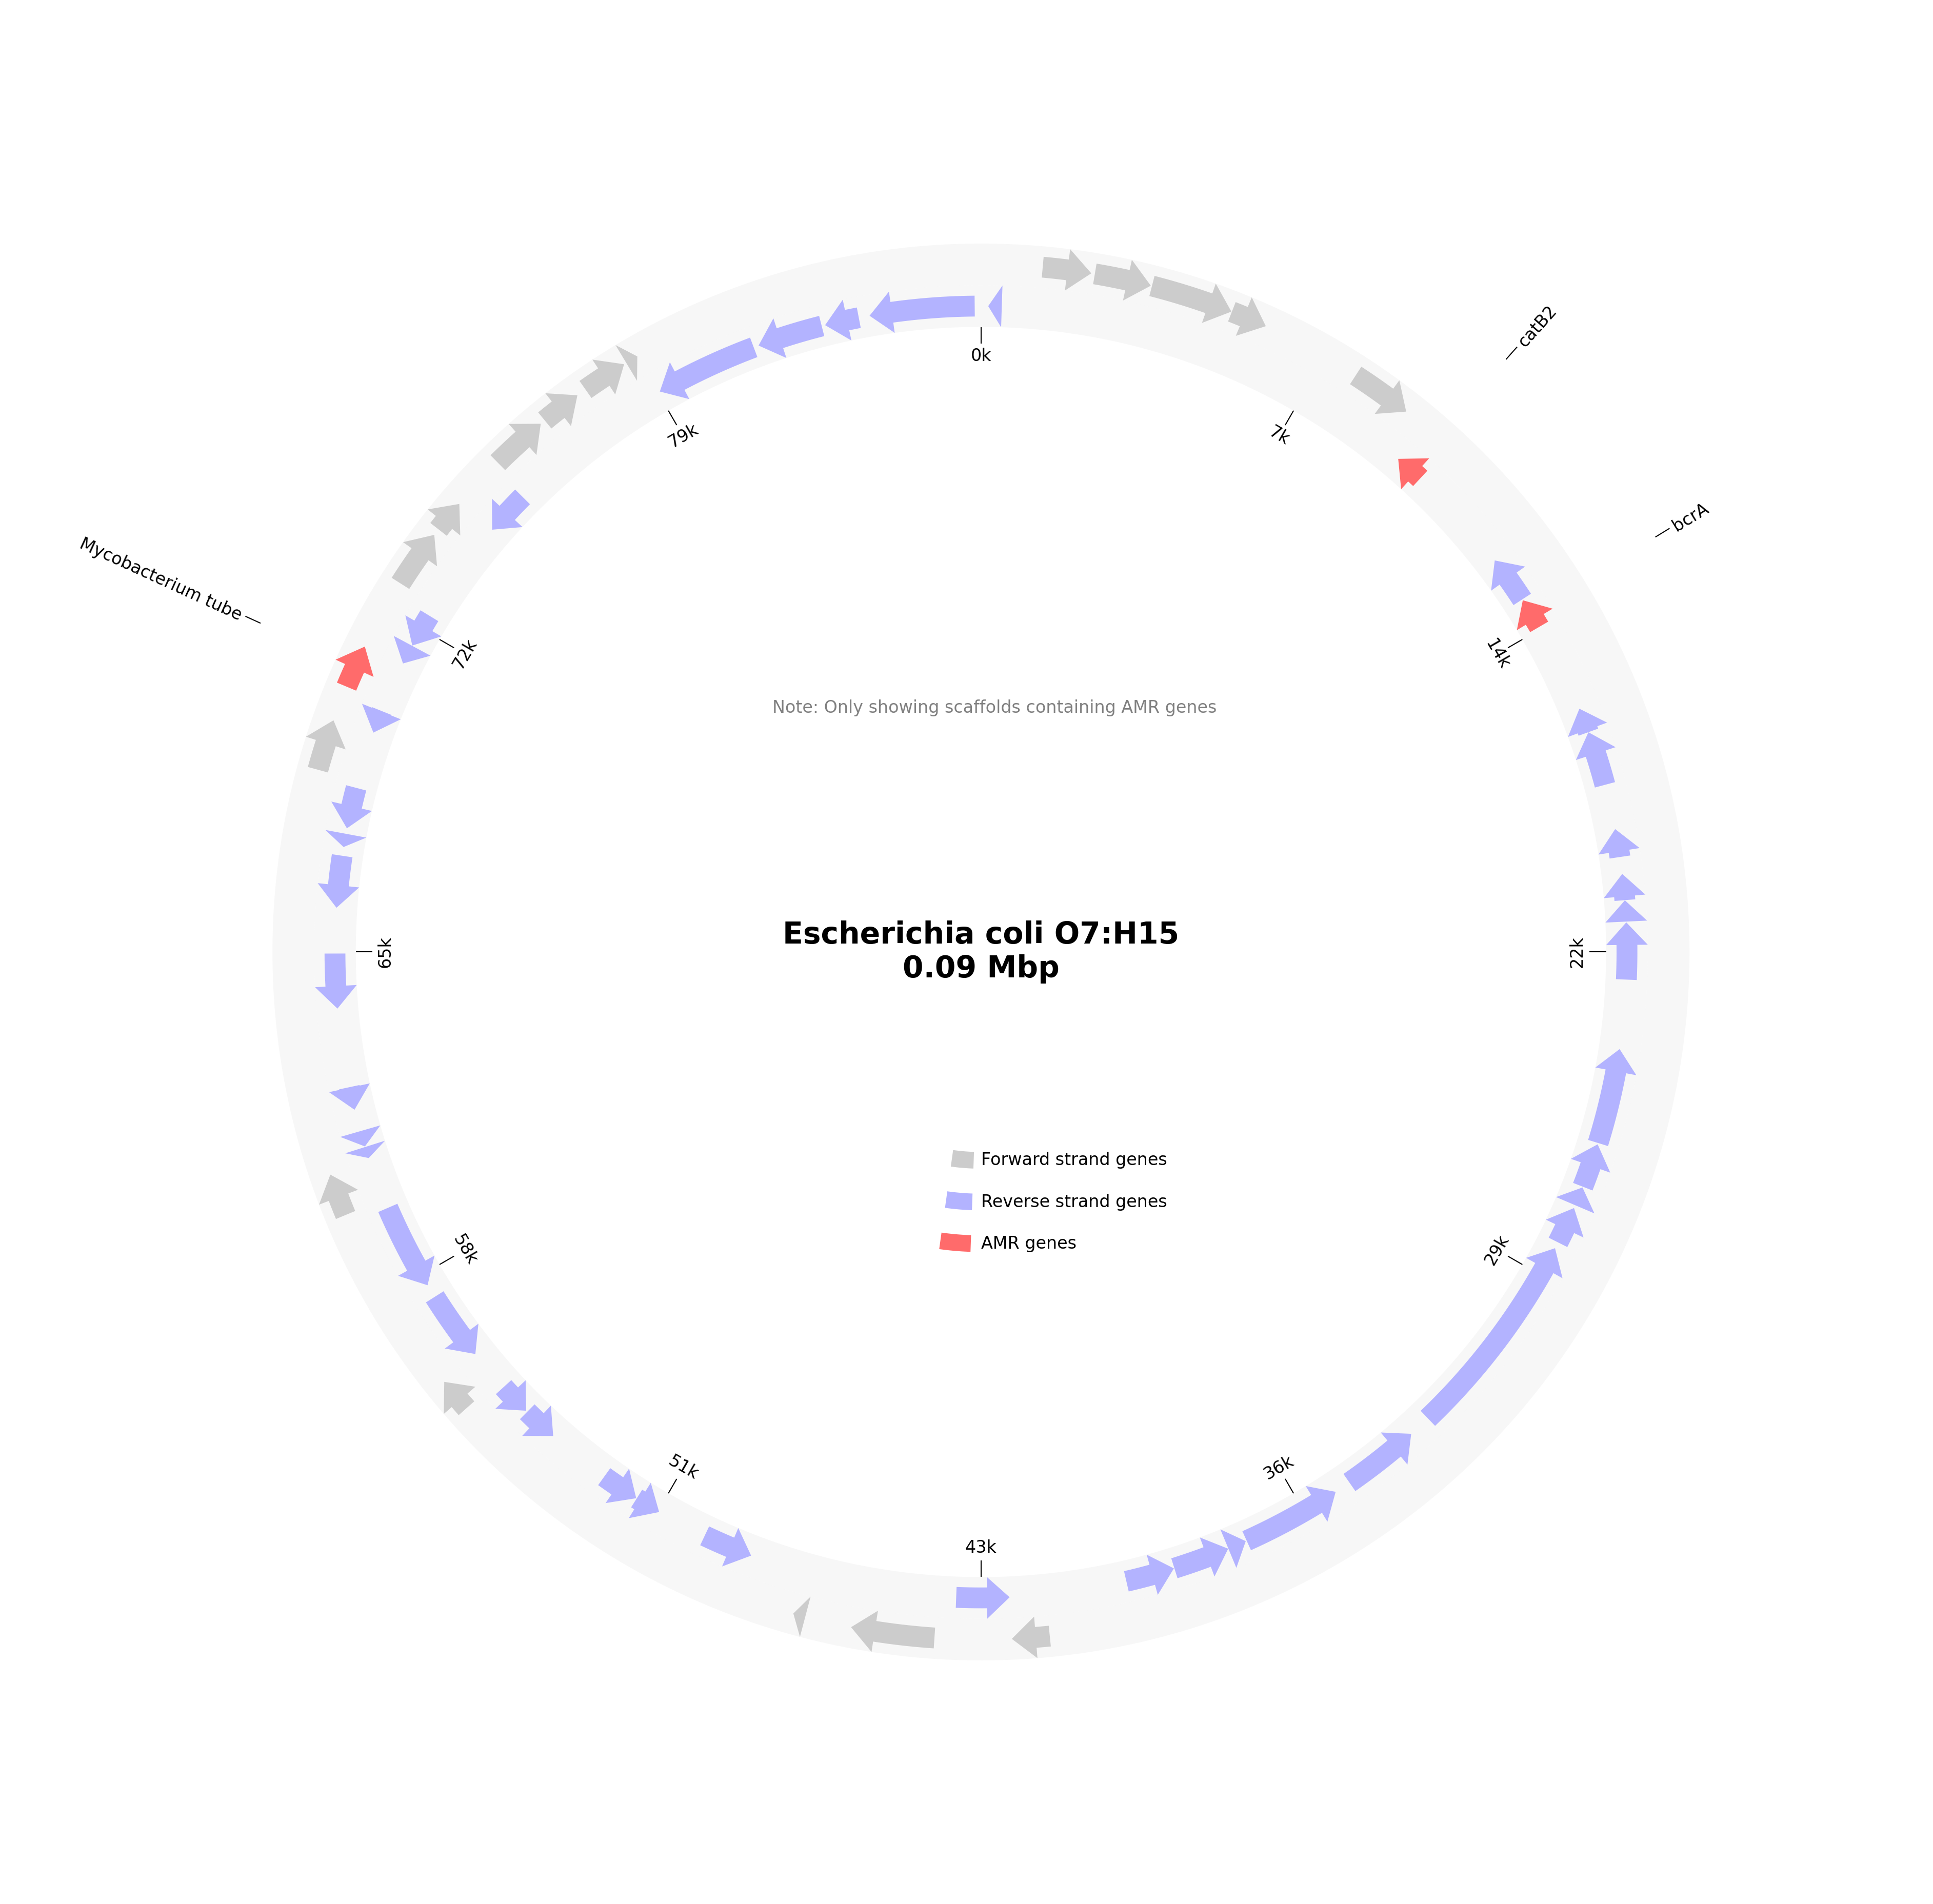 catB2
bcrA
Mycobacterium tube
0k
7k
14k
22k
29k
36k
43k
51k
58k
65k
72k
79k
Note: Only showing scaffolds containing AMR genes
Escherichia coli O7:H15
0.09 Mbp
Forward strand genes
Reverse strand genes
AMR genes